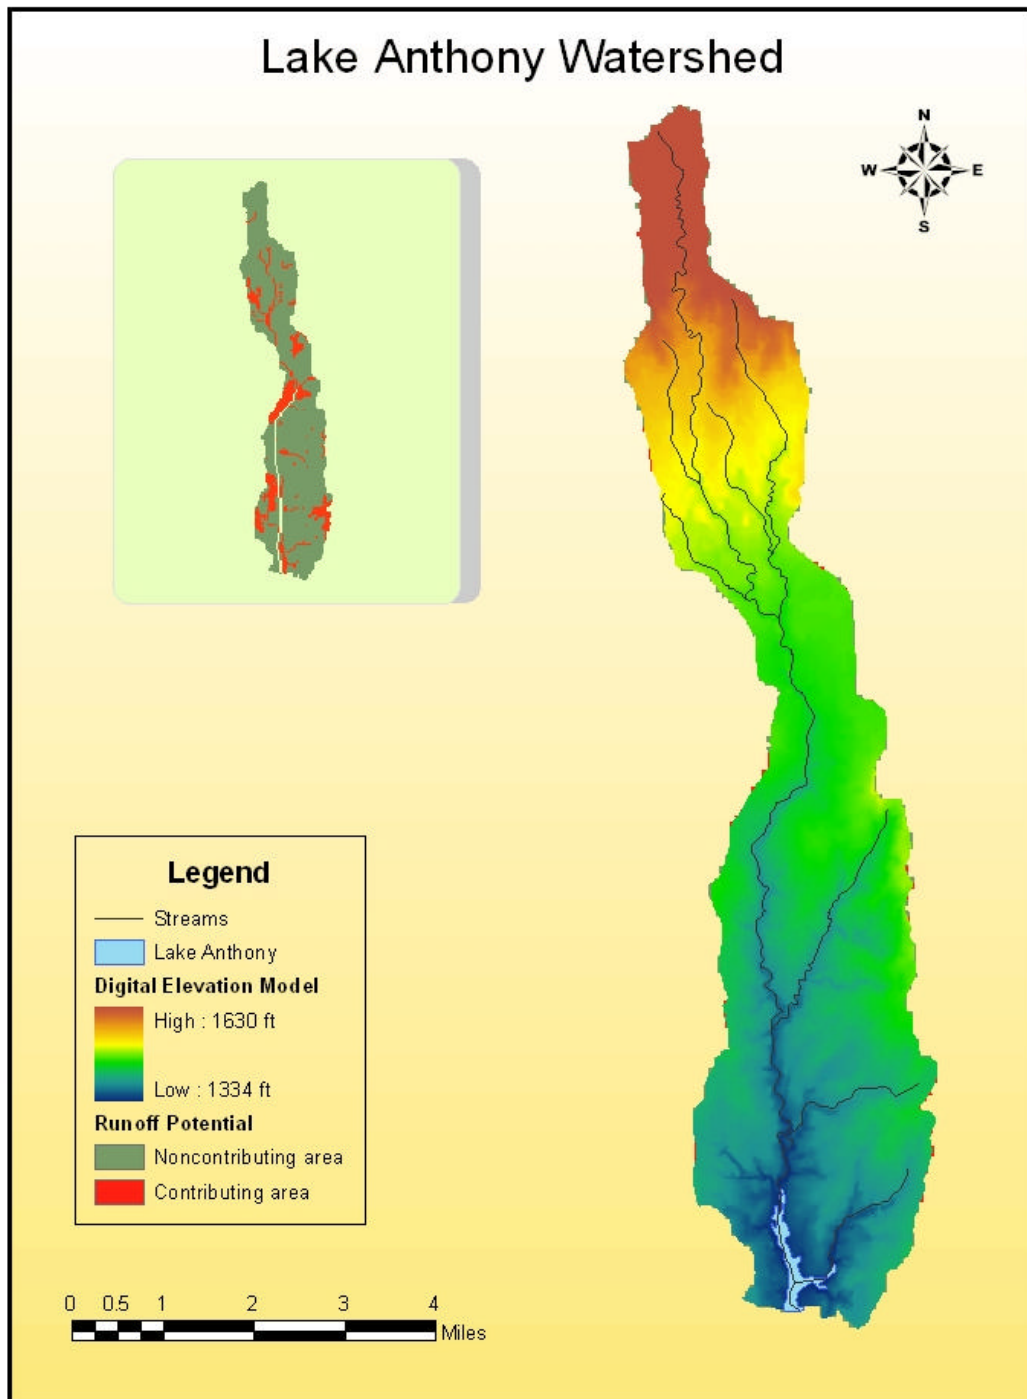 Lake Anthony Watershed
N
W E
S
Legend
Streams
Lake Anthony
Digital Elevation Model
High : 1630 ft
Low : 1334 ft
Runoff Potential
Noncontributing area
Contributing area
0 0.5 1 2 3 4
Miles